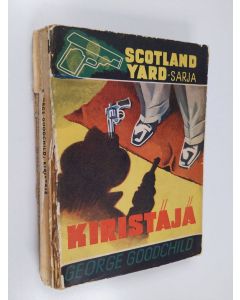 SCOTLAND
YARD-SARJA
KIRISTÄJÄ
GEORGE GOODCHILD